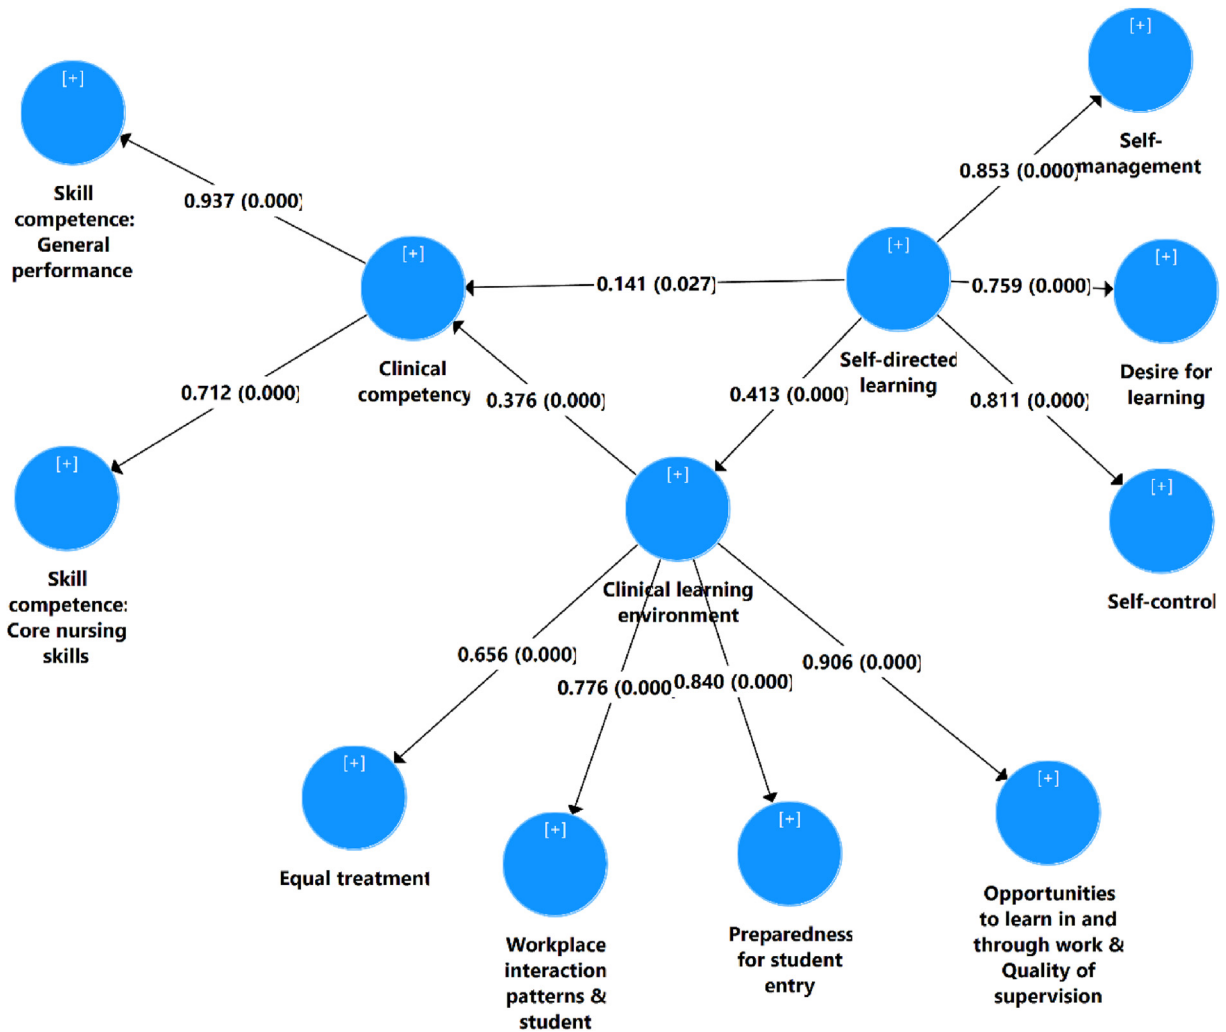 [+]
Self-
management
[+]
Skill
competence:
General
performance
0.853 (0.000)
0.937 (0.000)
[+]
Clinical
competency
0.141 (0.027)
[+]
Self-directed
learning
0.759 (0.000)
[+]
Desire for
learning
0.712 (0.000)
0.376 (0.000)
0.413 (0.000)
0.811 (0.000)
[+]
Skill
competence:
Core nursing
skills
[+]
Clinical learning
environment
[+]
Self-control
0.656 (0.000)
0.776 (0.000)
0.840 (0.000)
0.906 (0.000)
[+]
Equal treatment
[+]
Workplace
interaction
patterns &
student
[+]
Preparedness
for student
entry
[+]
Opportunities
to learn in and
through work &
Quality of
supervision